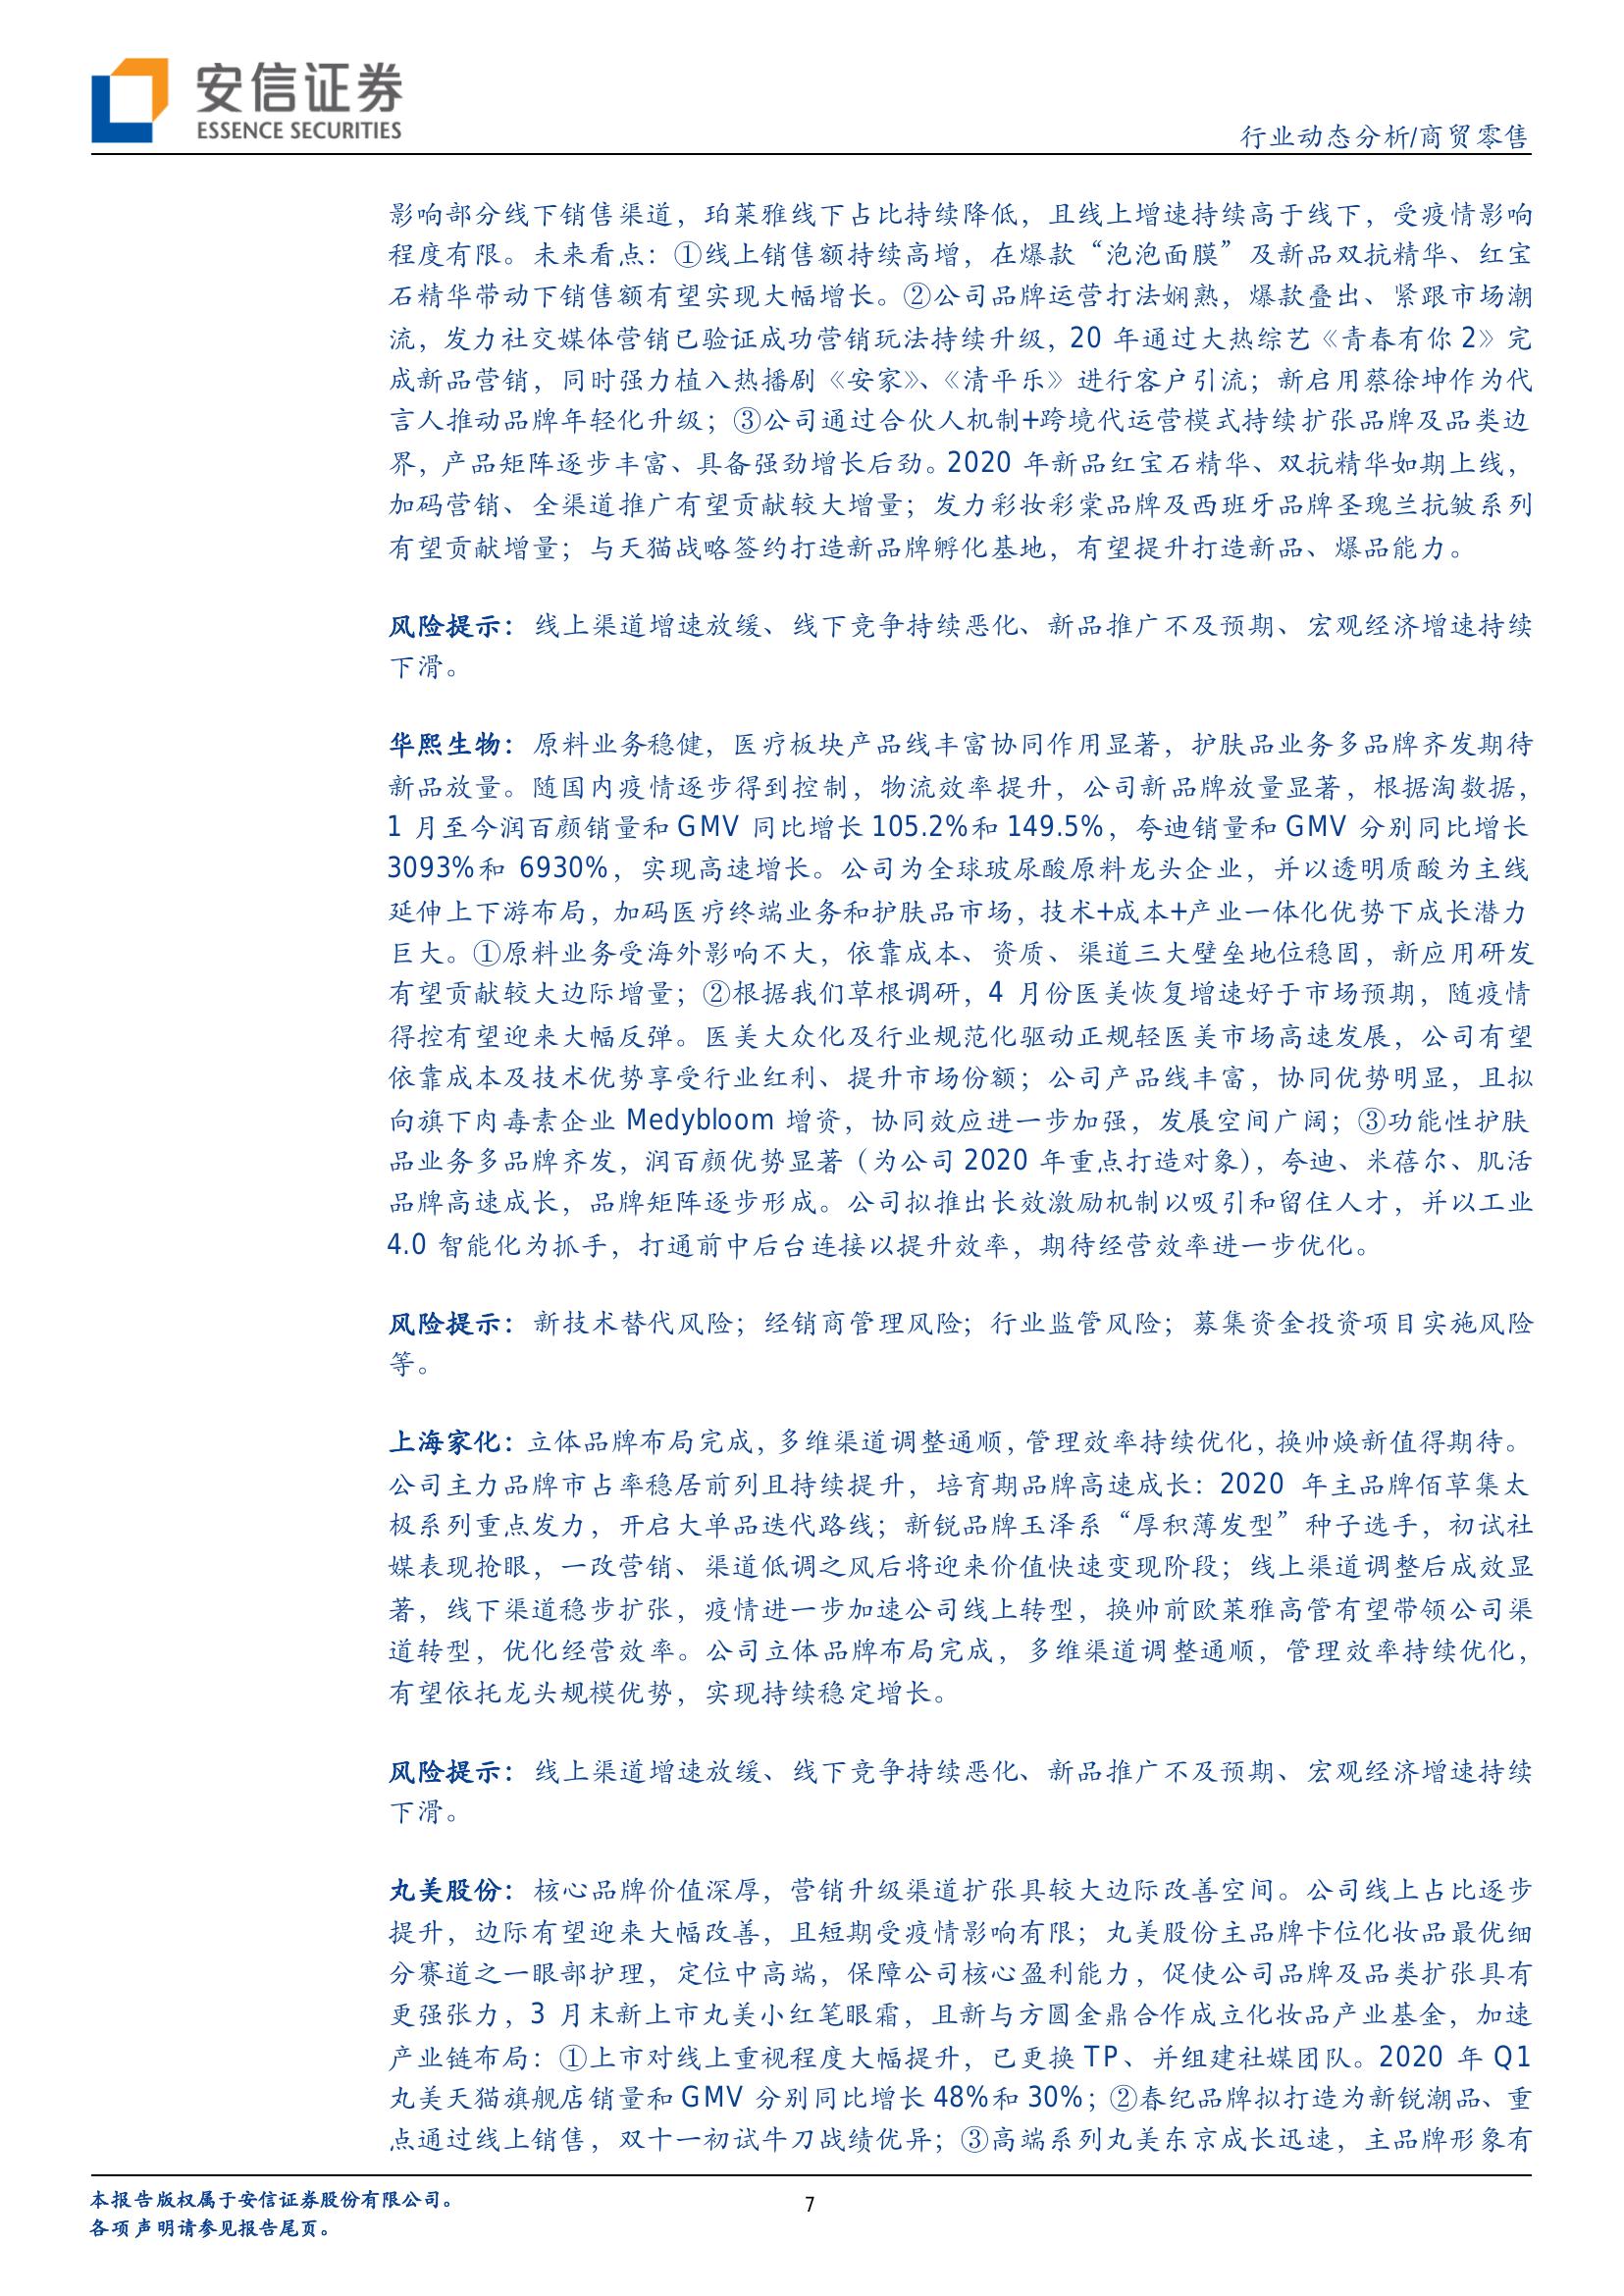 安信证券
ESSENCE SECURITIES
行业动态分析/商贸零售
影响部分线下销售渠道，珀莱雅线下占比持续降低，且线上增速持续高于线下，受疫情影响
程度有限。未来看点：①线上销售额持续高增，在爆款“泡泡面膜”及新品双抗精华、红宝
石精华带动下销售额有望实现大幅增长。②公司品牌运营打法娴熟，爆款叠出、紧跟市场潮
流，发力社交媒体营销已验证成功营销玩法持续升级，20 年通过大热综艺《青春有你 2》完
成新品营销，同时强力植入热播剧《安家》、《清平乐》进行客户引流；新启用蔡徐坤作为代
言人推动品牌年轻化升级；③公司通过合伙人机制+跨境代运营模式持续扩张品牌及品类边
界，产品矩阵逐步丰富、具备强劲增长后劲。2020 年新品红宝石精华、双抗精华如期上线，
加码营销、全渠道推广有望贡献较大增量；发力彩妆彩棠品牌及西班牙品牌圣瑰兰抗皱系列
有望贡献增量；与天猫战略签约打造新品牌孵化基地，有望提升打造新品、爆品能力。
风险提示：线上渠道增速放缓、线下竞争持续恶化、新品推广不及预期、宏观经济增速持续
下滑。
华熙生物：原料业务稳健，医疗板块产品线丰富协同作用显著，护肤品业务多品牌齐发期待
新品放量。随国内疫情逐步得到控制，物流效率提升，公司新品牌放量显著，根据淘数据，
1 月至今润百颜销量和 GMV 同比增长 105.2%和 149.5%，夸迪销量和 GMV 分别同比增长
3093%和 6930%，实现高速增长。公司为全球玻尿酸原料龙头企业，并以透明质酸为主线
延伸上下游布局，加码医疗终端业务和护肤品市场，技术+成本+产业一体化优势下成长潜力
巨大。①原料业务受海外影响不大，依靠成本、资质、渠道三大壁垒地位稳固，新应用研发
有望贡献较大边际增量；②根据我们草根调研，4 月份医美恢复增速好于市场预期，随疫情
得控有望迎来大幅反弹。医美大众化及行业规范化驱动正规轻医美市场高速发展，公司有望
依靠成本及技术优势享受行业红利、提升市场份额；公司产品线丰富，协同优势明显，且拟
向旗下肉毒毒素企业 Medybloom 增资，协同效应进一步加强，发展空间广阔；③功能性护肤
品业务多品牌齐发，润百颜优势显著（为公司 2020 年重点打造对象），夸迪、米蓓尔、肌活
品牌高速成长，品牌矩阵逐步形成。公司拟推出长效激励机制以吸引和留住人才，并以工业
4.0 智能化为抓手，打通前中后台连接以提升效率，期待经营效率进一步优化。
风险提示：新技术替代风险；经销商管理风险；行业监管风险；募集资金投资项目实施风险
等。
上海家化：立体品牌布局完成，多维渠道调整通顺，管理效率持续优化，换帅焕新值得期待。
公司主力品牌市占率稳居前列且持续提升，培育期品牌高速成长：2020 年主品牌佰草集太
极系列重点发力，开启大单品迭代路线；新锐品牌玉泽系“厚积薄发型”种子选手，初试社
媒表现抢眼，一改营销、渠道低调之风后将迎来价值快速变现阶段；线上渠道调整后成效显
著，线下渠道稳步扩张，疫情进一步加速公司线上转型，换帅前欧莱雅高管有望带领公司渠
道转型，优化经营效率。公司立体品牌布局完成，多维渠道调整通顺，管理效率持续优化，
有望依托龙头规模优势，实现持续稳定增长。
风险提示：线上渠道增速放缓、线下竞争持续恶化、新品推广不及预期、宏观经济增速持续
下滑。
丸美股份：核心品牌价值深厚，营销升级渠道扩张具较大边际改善空间。公司线上占比逐步
提升，边际有望迎来大幅改善，且短期受疫情影响有限；丸美股份主品牌卡位化妆品最优细
分赛道之一眼部护理，定位中高端，保障公司核心盈利能力，促使公司品牌及品类扩张具有
更强张力，3 月末新上市丸美小红笔眼霜，且新与方圆金鼎合作成立化妆品产业基金，加速
产业链布局：①上市对线上重视程度大幅提升，已更换 TP、并组建社媒团队。2020 年 Q1
丸美天猫旗舰店销量和 GMV 分别同比增长 48%和 30%；②春纪品牌拟打造为新锐潮品、重
点通过线上销售，双十一初试牛刀战绩优异；③高端系列丸美东京成长迅速，主品牌形象有
本报告版权属于安信证券股份有限公司。
各项声明请参见报告尾页。
7